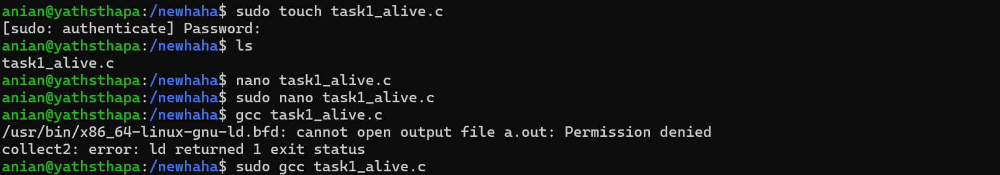 anian@yathsthapa:/newhaha$ sudo touch task1_alive.c
[sudo: authenticate] Password:
anian@yathsthapa:/newhaha$ ls
task1_alive.c
anian@yathsthapa:/newhaha$ nano task1_alive.c
anian@yathsthapa:/newhaha$ sudo nano task1_alive.c
anian@yathsthapa:/newhaha$ gcc task1_alive.c
/usr/bin/x86_64-linux-gnu-ld.bfd: cannot open output file a.out: Permission denied
collect2: error: ld returned 1 exit status
anian@yathsthapa:/newhaha$ sudo gcc task1_alive.c